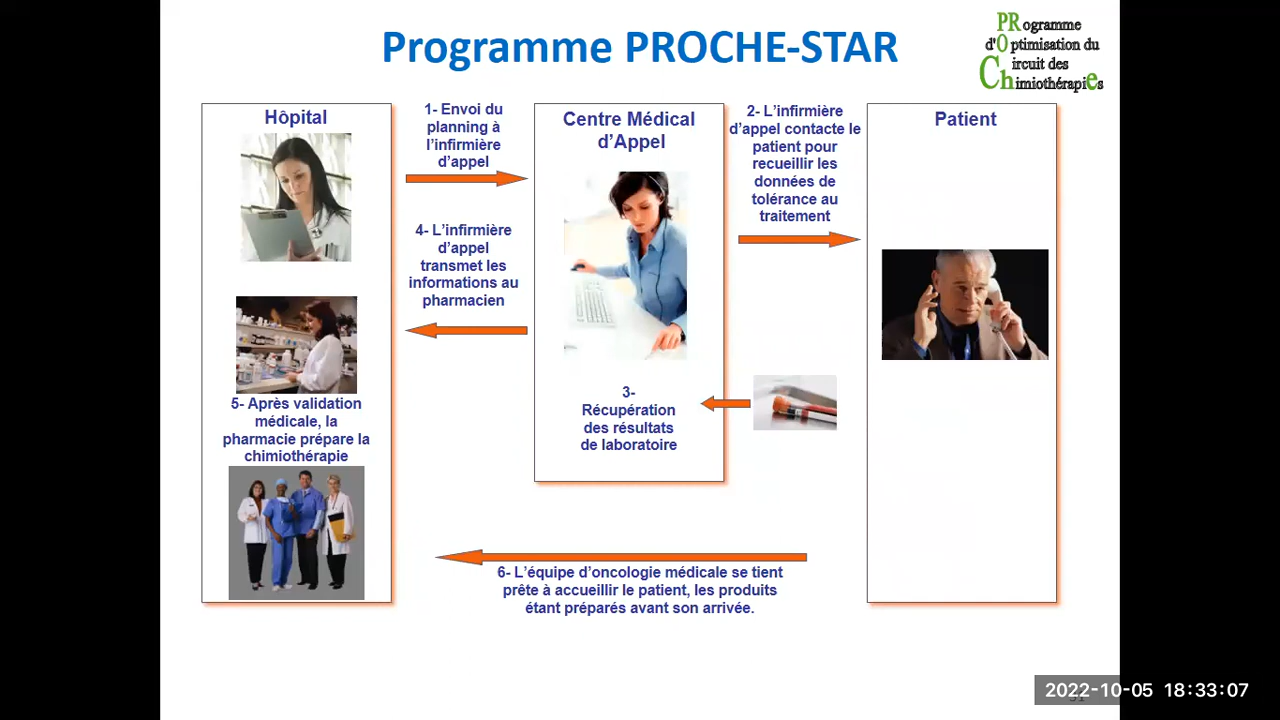 Programme PROCHE-STAR
PROgramme
d'Optimisation du
Circuit des
Chimiothérapies
Hôpital
1- Envoi du
planning à
l'infirmière
d'appel
Centre Médical
d'Appel
2- L'infirmière
d'appel contacte le
patient pour
recueillir les
données de
tolérance au
traitement
Patient
4- L'infirmière
d'appel
transmet les
informations au
pharmacien
3-
Récupération
des résultats
de laboratoire
5- Après validation
médicale, la
pharmacie prépare la
chimiothérapie
6- L'équipe d'oncologie médicale se tient
prête à accueillir le patient, les produits
étant préparés avant son arrivée.
2022-10-05 18:33:07